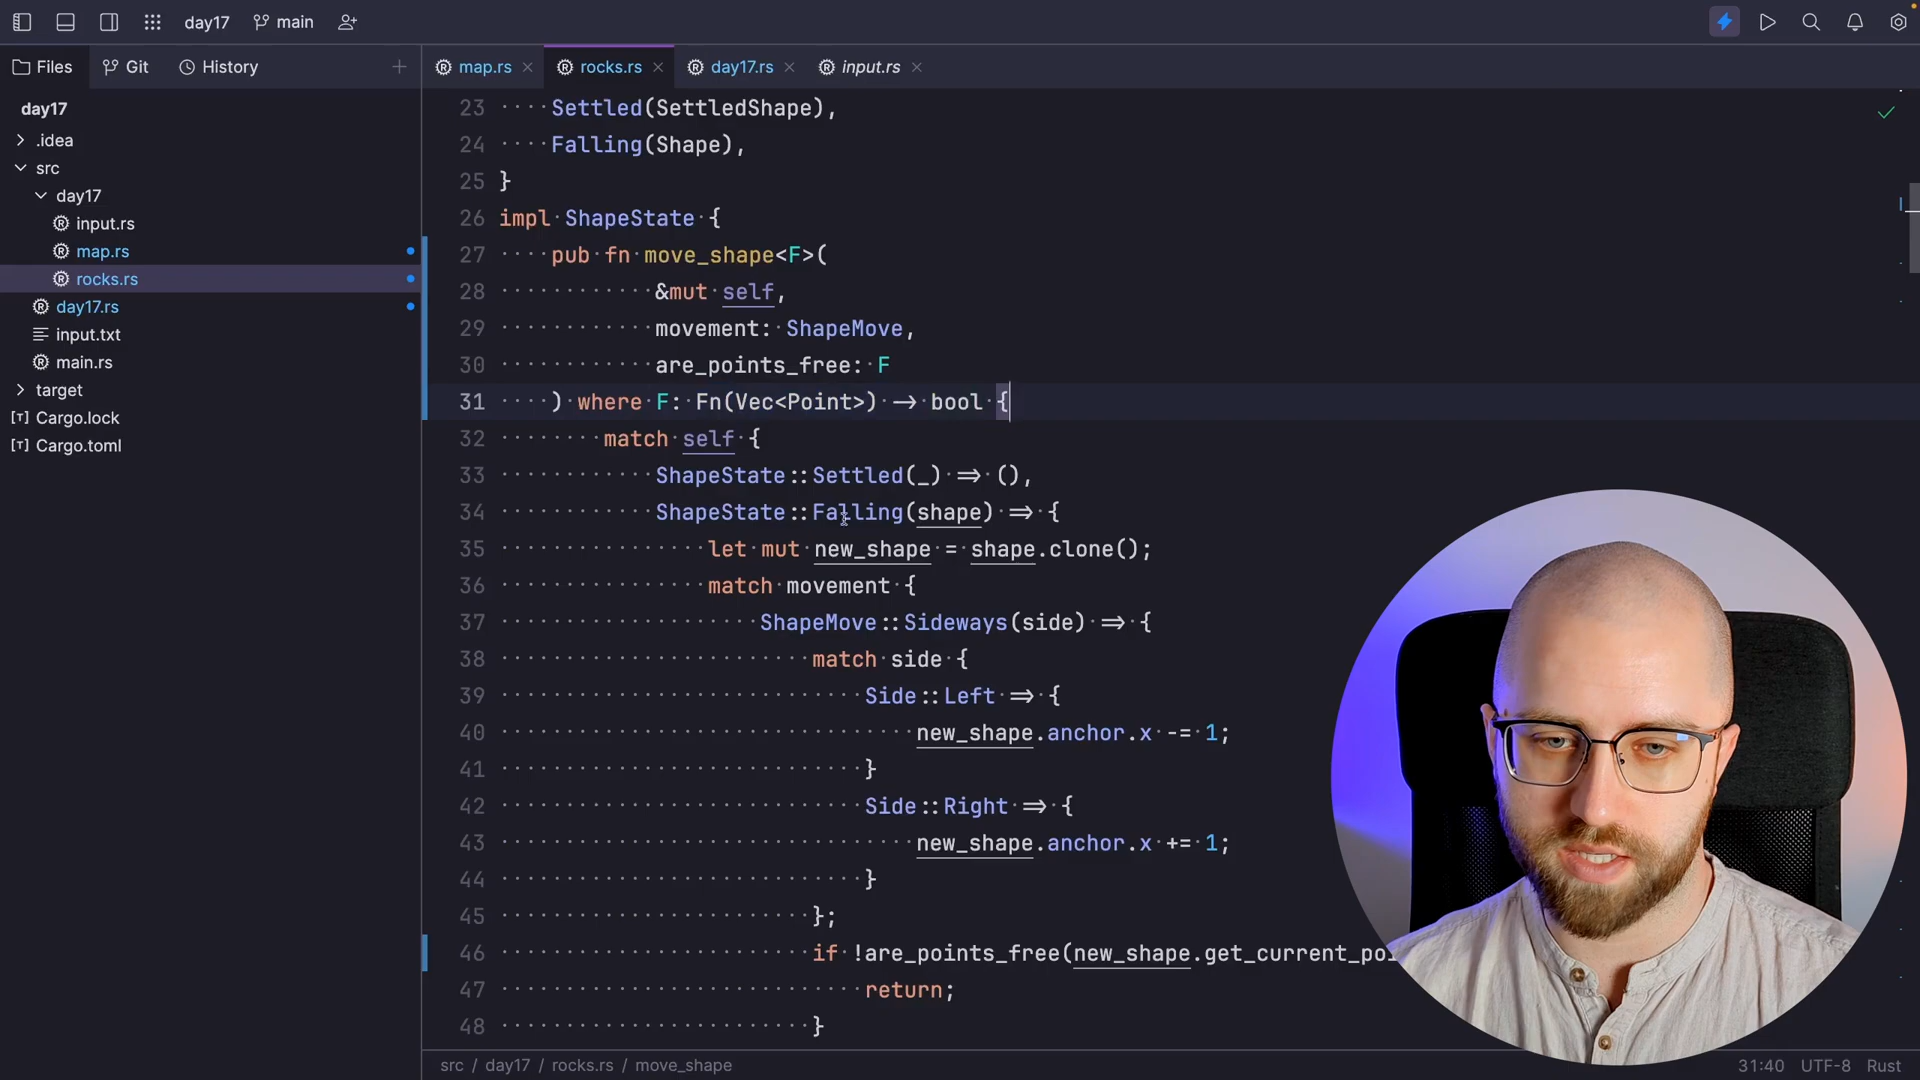 day17
main
Files
Git
History
map.rs
rocks.rs
day17.rs
input.rs
day17
.idea
src
day17
input.rs
map.rs
rocks.rs
day17.rs
input.txt
main.rs
target
[T] Cargo.lock
[T] Cargo.toml
23 Settled(SettledShape),
24 Falling(Shape),
25 }
26 impl ShapeState {
27 pub fn move_shape<F>(
28 &mut self,
29 movement: ShapeMove,
30 are_points_free: F
31 ) where F: Fn(Vec<Point>) -> bool {
32 match self {
33 ShapeState::Settled(_) => (),
34 ShapeState::Falling(shape) => {
35 let mut new_shape = shape.clone();
36 match movement {
37 ShapeMove::Sideways(side) => {
38 match side {
39 Side::Left => {
40 new_shape.anchor.x -= 1;
41 }
42 Side::Right => {
43 new_shape.anchor.x += 1;
44 }
45 };
46 if !are_points_free(new_shape.get_current_poi
47 return;
48 }
src / day17 / rocks.rs / move_shape
31:40 UTF-8 Rust